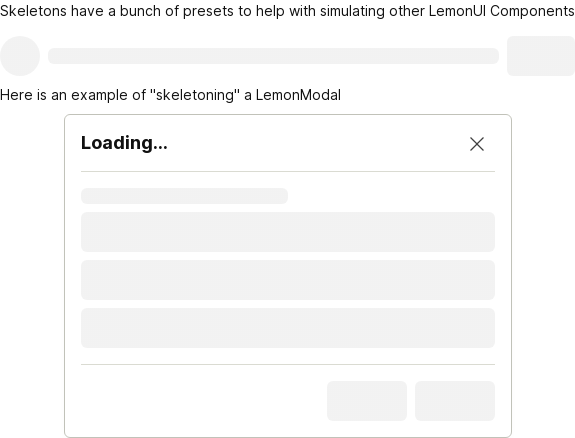 Skeletons have a bunch of presets to help with simulating other LemonUI Components
Here is an example of "skeletoning" a LemonModal
Loading...